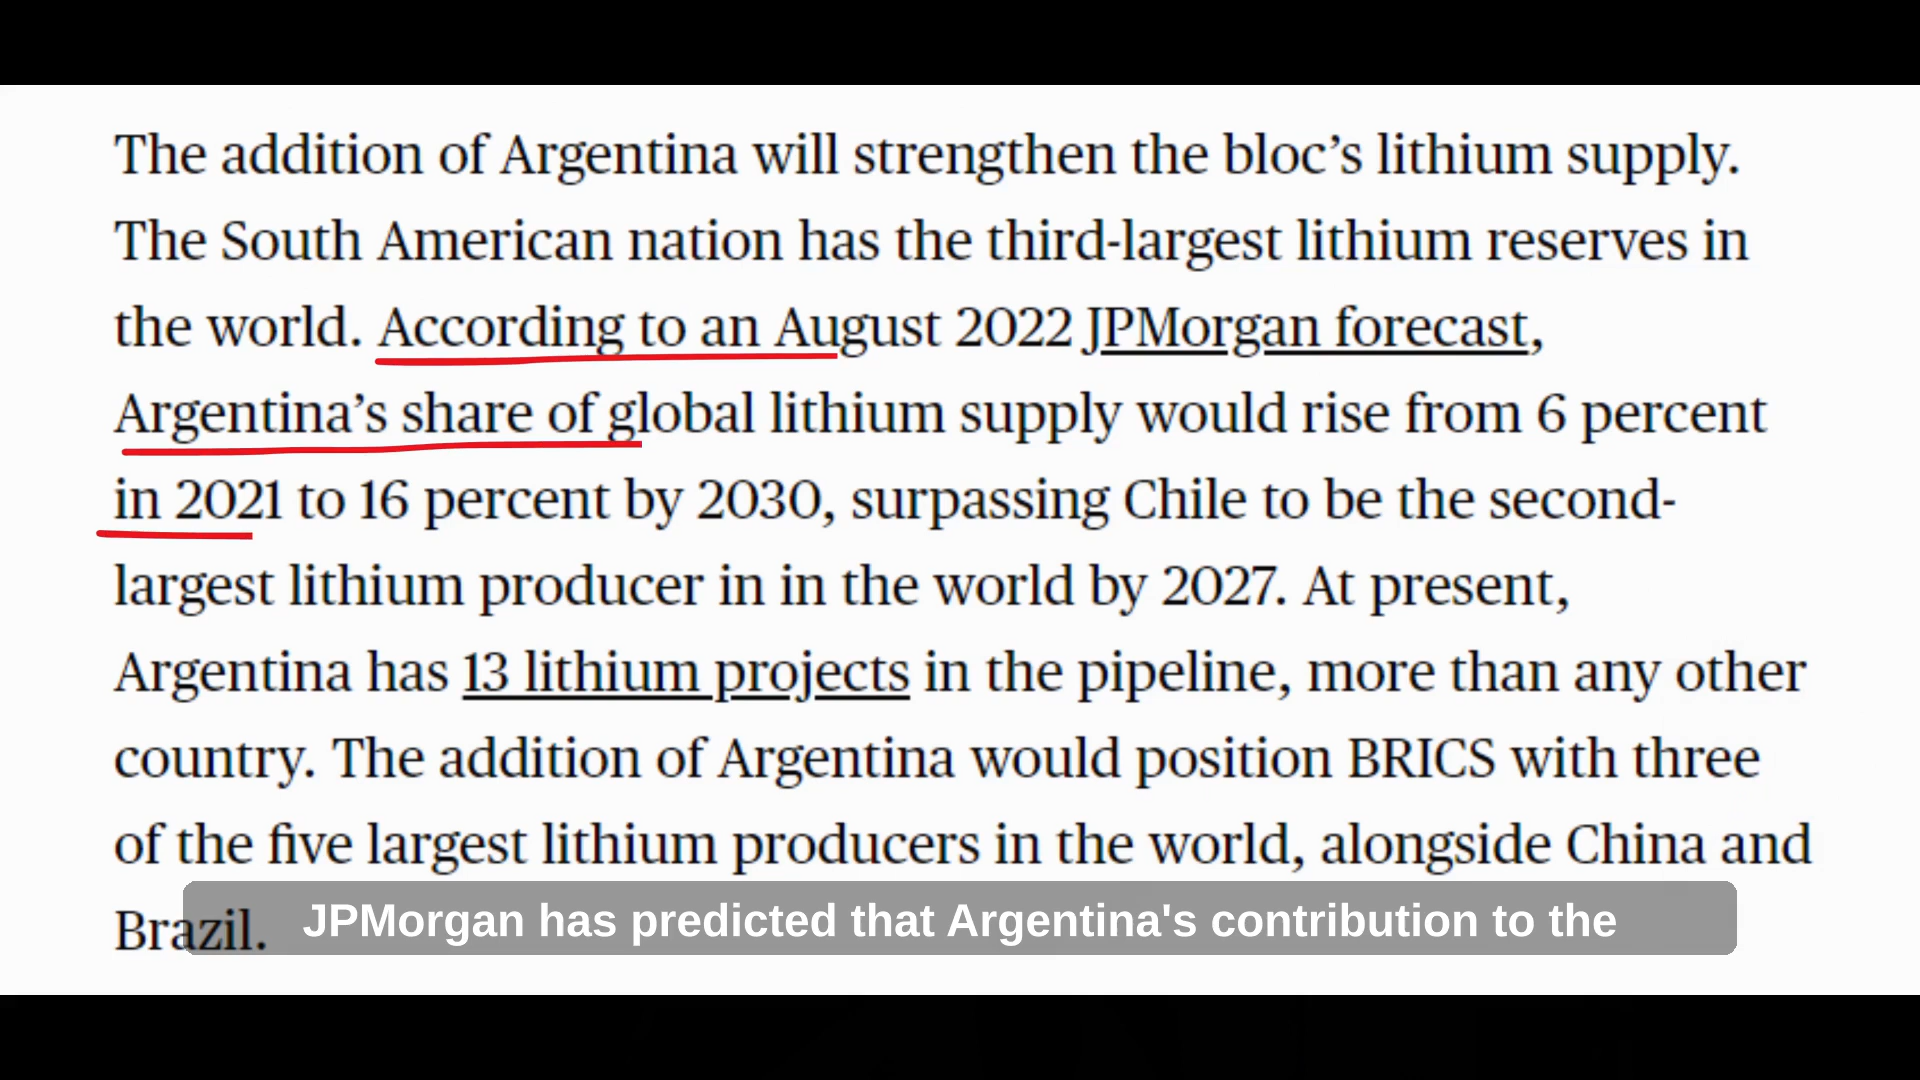 The addition of Argentina will strengthen the bloc’s lithium supply.
The South American nation has the third-largest lithium reserves in
the world. According to an August 2022 JPMorgan forecast,
Argentina’s share of global lithium supply would rise from 6 percent
in 2021 to 16 percent by 2030, surpassing Chile to be the second-
largest lithium producer in in the world by 2027. At present,
Argentina has 13 lithium projects in the pipeline, more than any other
country. The addition of Argentina would position BRICS with three
of the five largest lithium producers in the world, alongside China and
Brazil.
JPMorgan has predicted that Argentina's contribution to the